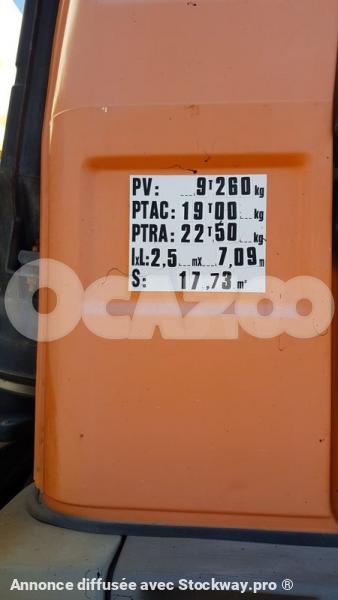 PV: 9T260 kg
PTAC: 19T00 kg
PTRA: 22T50 kg
lxL: 2,5 mx 7,09 m
S: 17,73 m²
OCAZOO
Annonce diffusée avec Stockway.pro ®